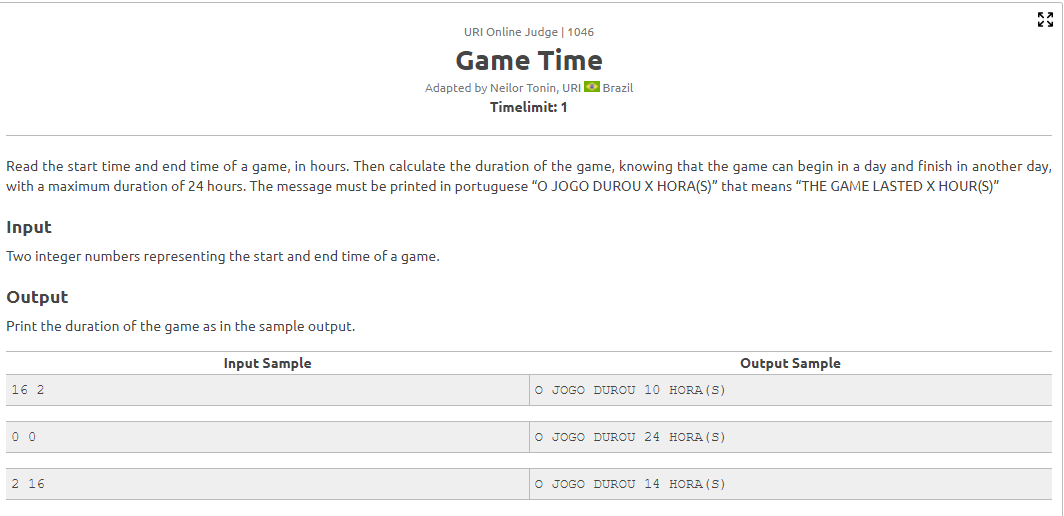 URI Online Judge | 1046
Game Time
Adapted by Neilor Tonin, URI Brazil
Timelimit: 1
Read the start time and end time of a game, in hours. Then calculate the duration of the game, knowing that the game can begin in a day and finish in another day,
with a maximum duration of 24 hours. The message must be printed in portuguese “O JOGO DUROU X HORA(S)” that means “THE GAME LASTED X HOUR(S)”
Input
Two integer numbers representing the start and end time of a game.
Output
Print the duration of the game as in the sample output.
Input Sample Output Sample
16 2 O JOGO DUROU 10 HORA(S)
0 0 O JOGO DUROU 24 HORA(S)
2 16 O JOGO DUROU 14 HORA(S)